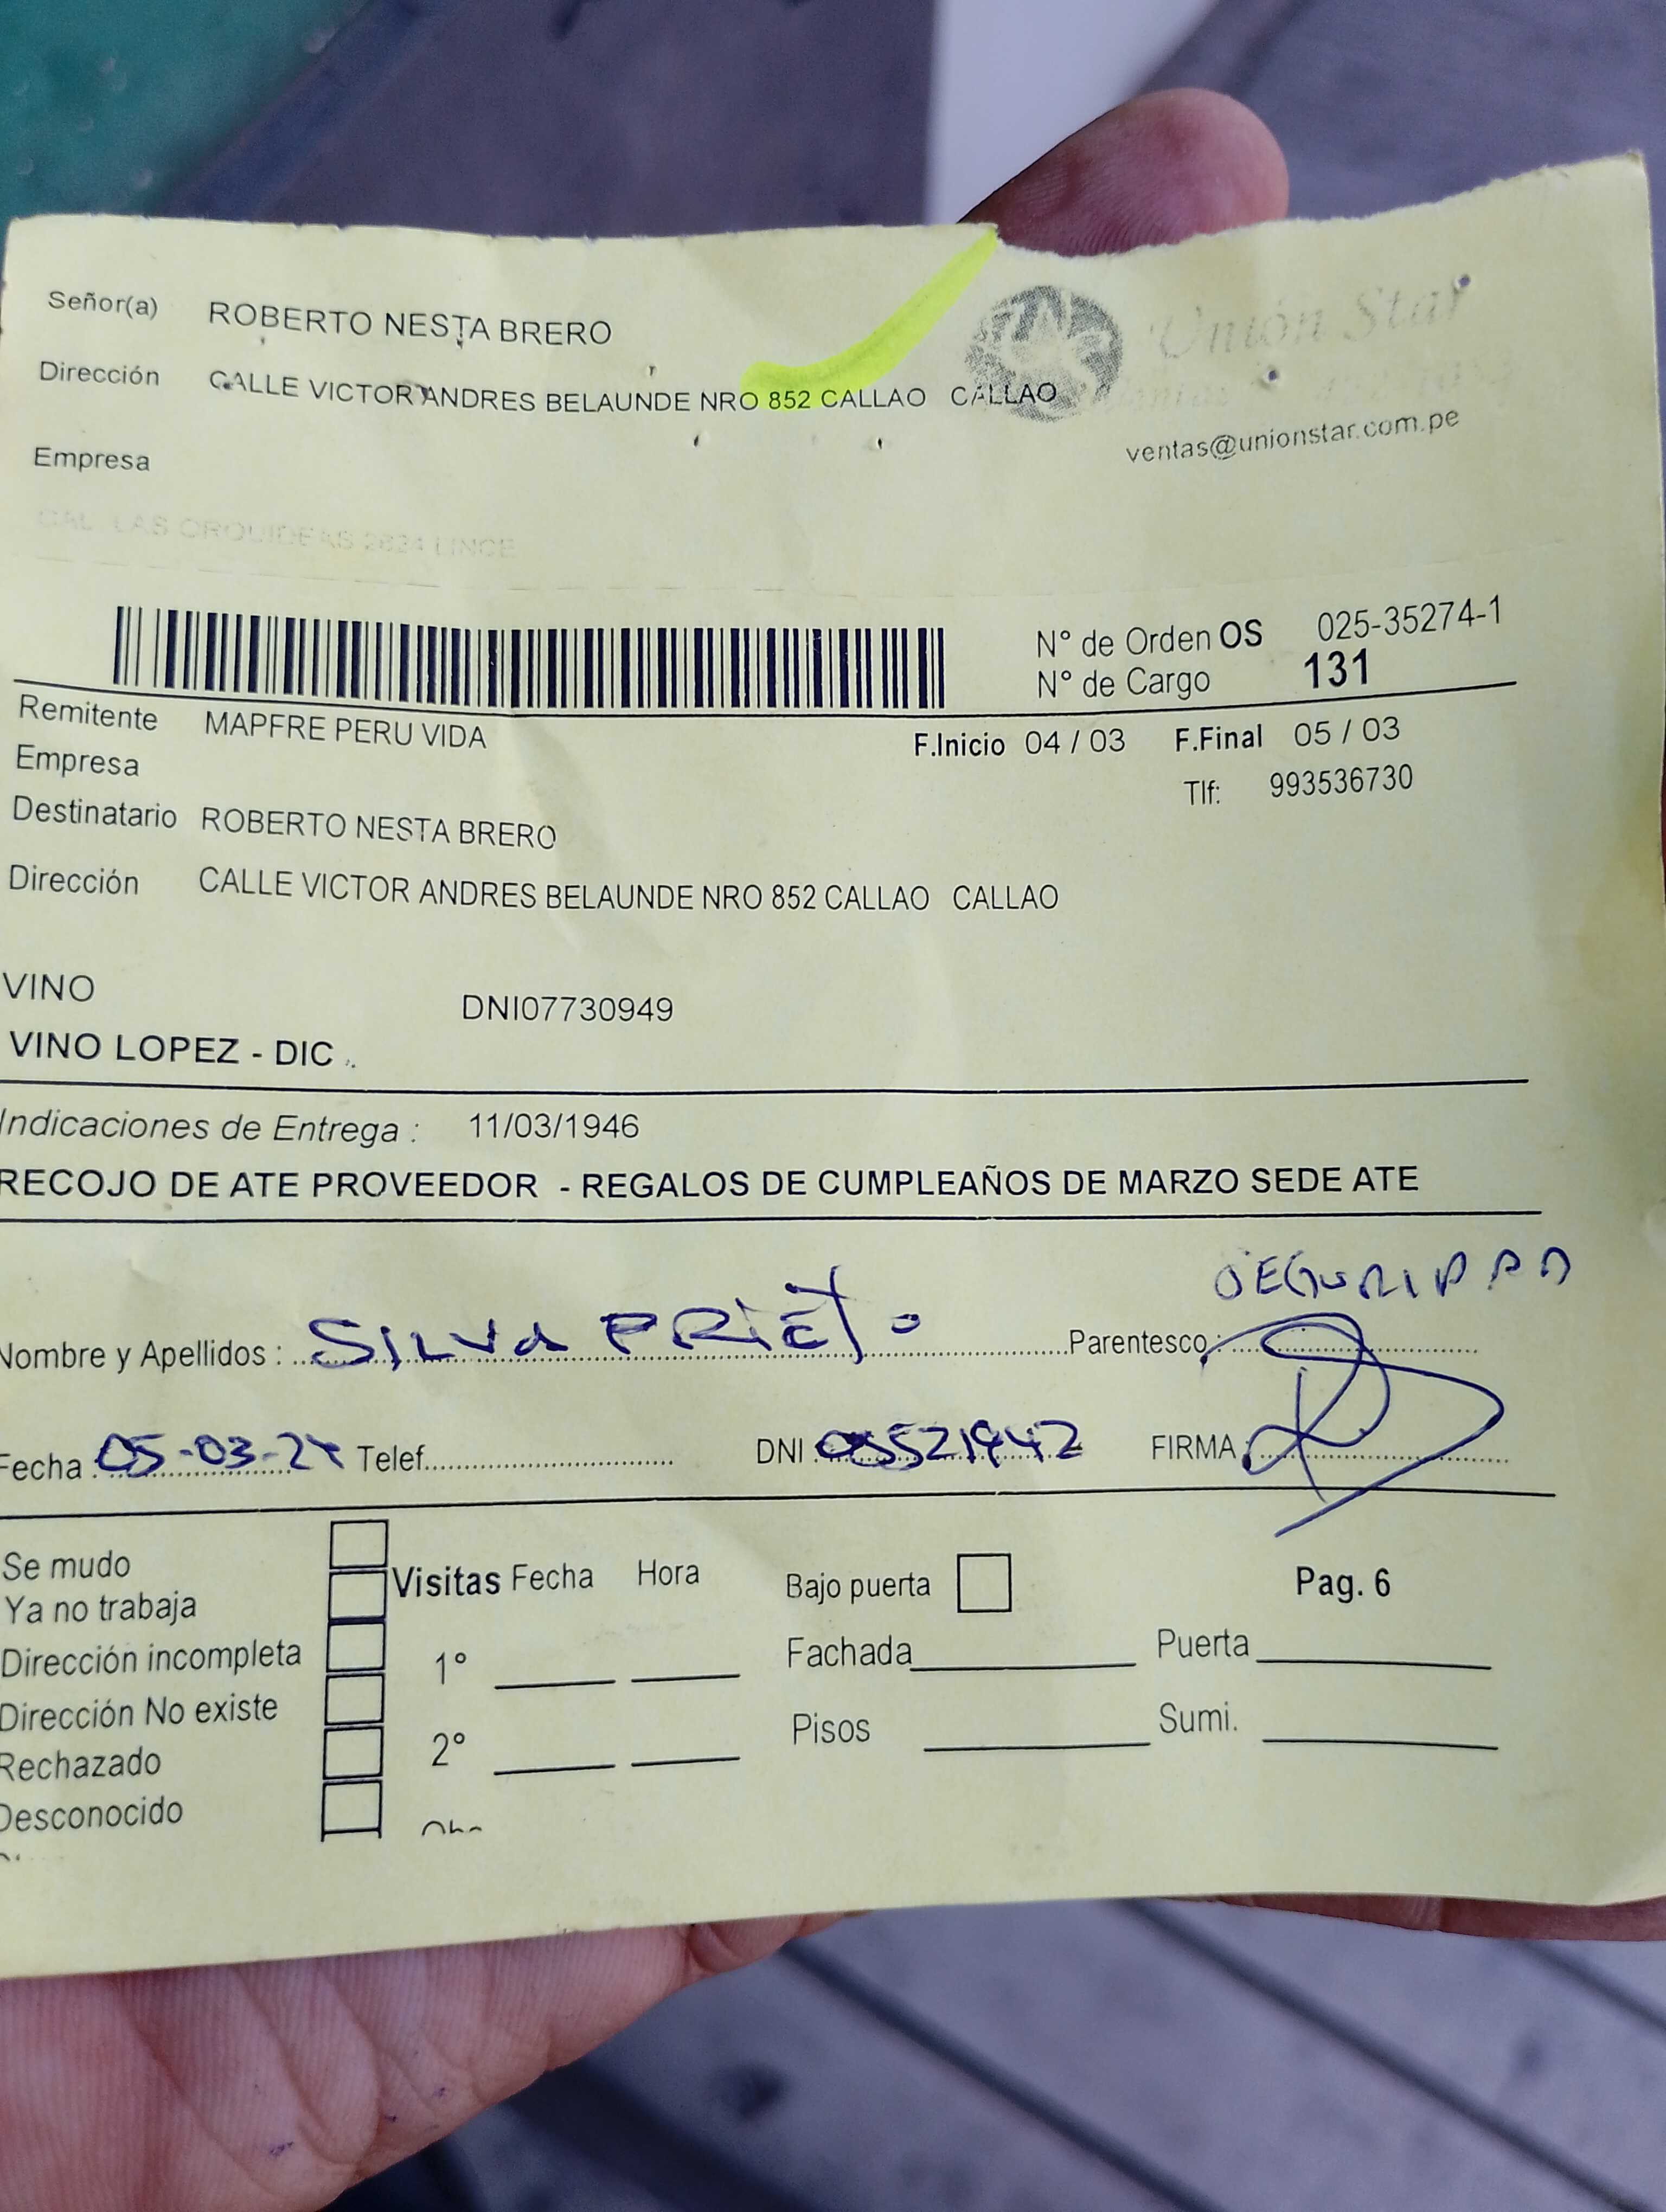 Señor(a) ROBERTO NESTA BRERO
Unión Star
Dirección CALLE VICTOR ANDRES BELAUNDE NRO 852 CALLAO CALLAO
ventas@unionstar.com.pe
Empresa
CAL LAS ORQUIDEAS 2624 LINCE
N° de Orden OS 025-35274-1
N° de Cargo 131
Remitente MAPFRE PERU VIDA F.Inicio 04 / 03 F.Final 05 / 03
Empresa Tlf: 993536730
Destinatario ROBERTO NESTA BRERO
Dirección CALLE VICTOR ANDRES BELAUNDE NRO 852 CALLAO CALLAO
VINO DNI07730949
VINO LOPEZ - DIC
Indicaciones de Entrega : 11/03/1946
RECOJO DE ATE PROVEEDOR - REGALOS DE CUMPLEAÑOS DE MARZO SEDE ATE
SEGURIDAD
Nombre y Apellidos : SILVA PRIETO Parentesco :
Fecha : 05-03-24 Telef. DNI FIRMA
Se mudo
Ya no trabaja Visitas Fecha Hora Bajo puerta Pag. 6
Dirección incompleta 1° Fachada Puerta
Dirección No existe
Rechazado 2° Pisos Sumi.
Desconocido